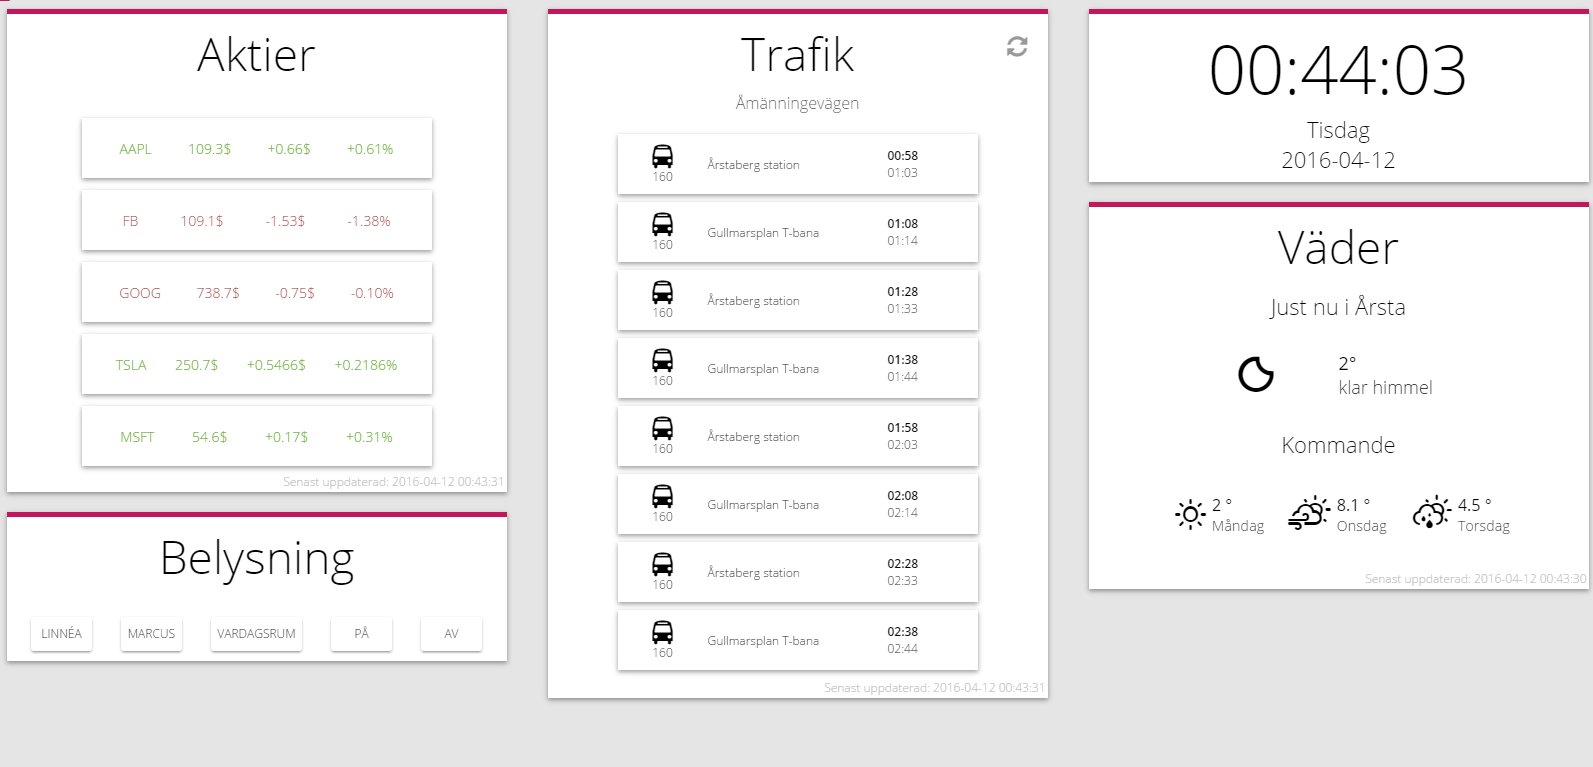 Aktier
AAPL 109.3$ +0.66$ +0.61%
FB 109.1$ -1.53$ -1.38%
GOOG 738.7$ -0.75$ -0.10%
TSLA 250.7$ +0.5466$ +0.2186%
MSFT 54.6$ +0.17$ +0.31%
Senast uppdaterad: 2016-04-12 00:43:31
Belysning
LINNÉA MARCUS VARDAGSRUM PÅ AV
Trafik
Åmänningevägen
160 Årstaberg station 00:58
01:03
160 Gullmarsplan T-bana 01:08
01:14
160 Årstaberg station 01:28
01:33
160 Gullmarsplan T-bana 01:38
01:44
160 Årstaberg station 01:58
02:03
160 Gullmarsplan T-bana 02:08
02:14
160 Årstaberg station 02:28
02:33
160 Gullmarsplan T-bana 02:38
02:44
Senast uppdaterad: 2016-04-12 00:43:31
00:44:03
Tisdag
2016-04-12
Väder
Just nu i Årsta
2°
klar himmel
Kommande
2 ° 8.1 ° 4.5 °
Måndag Onsdag Torsdag
Senast uppdaterad: 2016-04-12 00:43:30